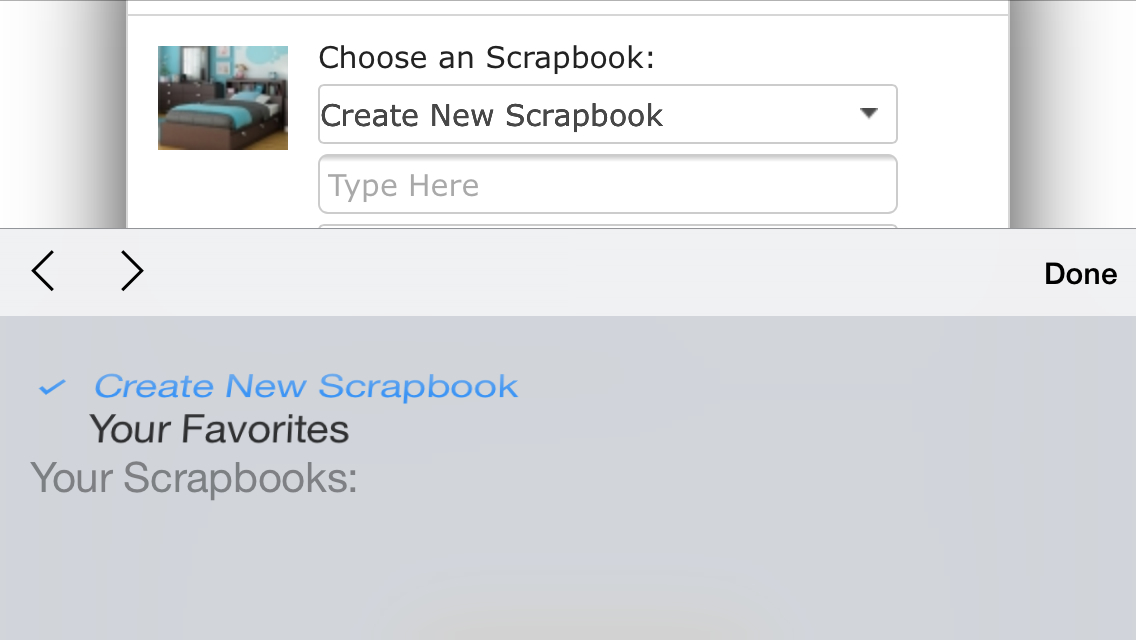 Choose an Scrapbook:
Create New Scrapbook
Type Here
Done
Create New Scrapbook
Your Favorites
Your Scrapbooks: